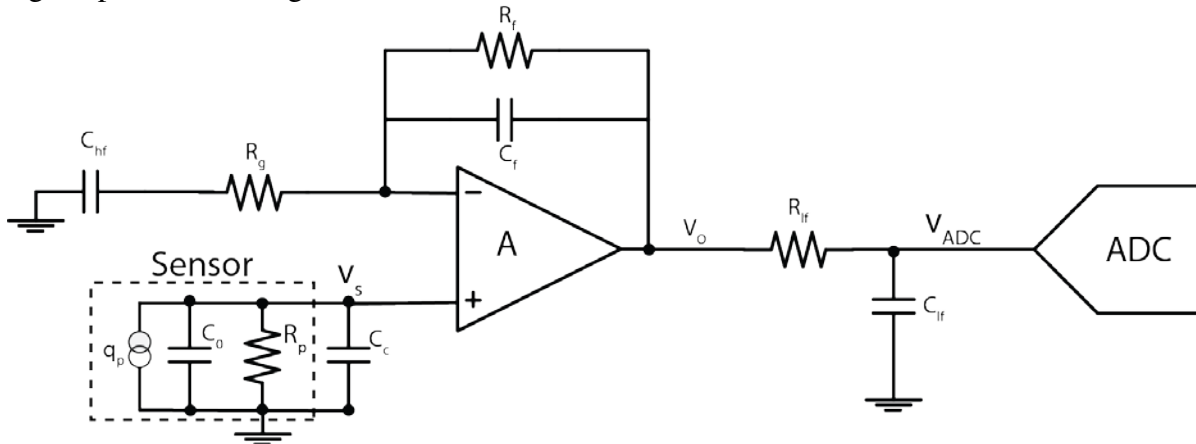 R_f
C_f
C_hf
R_g
A
V_o
R_lf
V_ADC
ADC
C_lf
Sensor
V_s
q_p
C_0
R_p
C_c